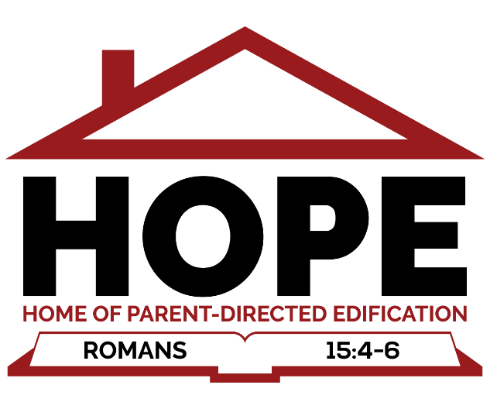 HOPE
HOME OF PARENT-DIRECTED EDIFICATION
ROMANS 15:4-6